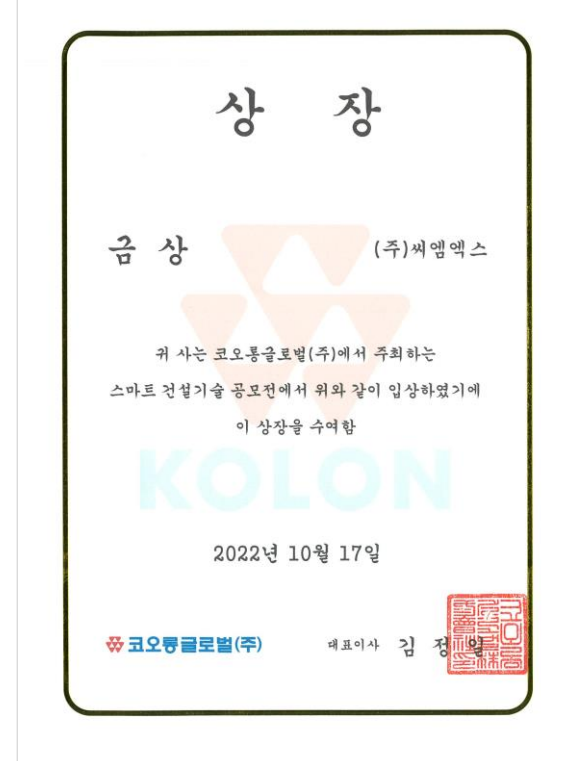 상 장
금 상
(주)씨엠엑스
귀 사는 코오롱글로벌(주)에서 주최하는
스마트 건설기술 공모전에서 위와 같이 입상하였기에
이 상장을 수여함
KOLON
2022년 10월 17일
코오롱글로벌(주)
대표이사 김 정 일